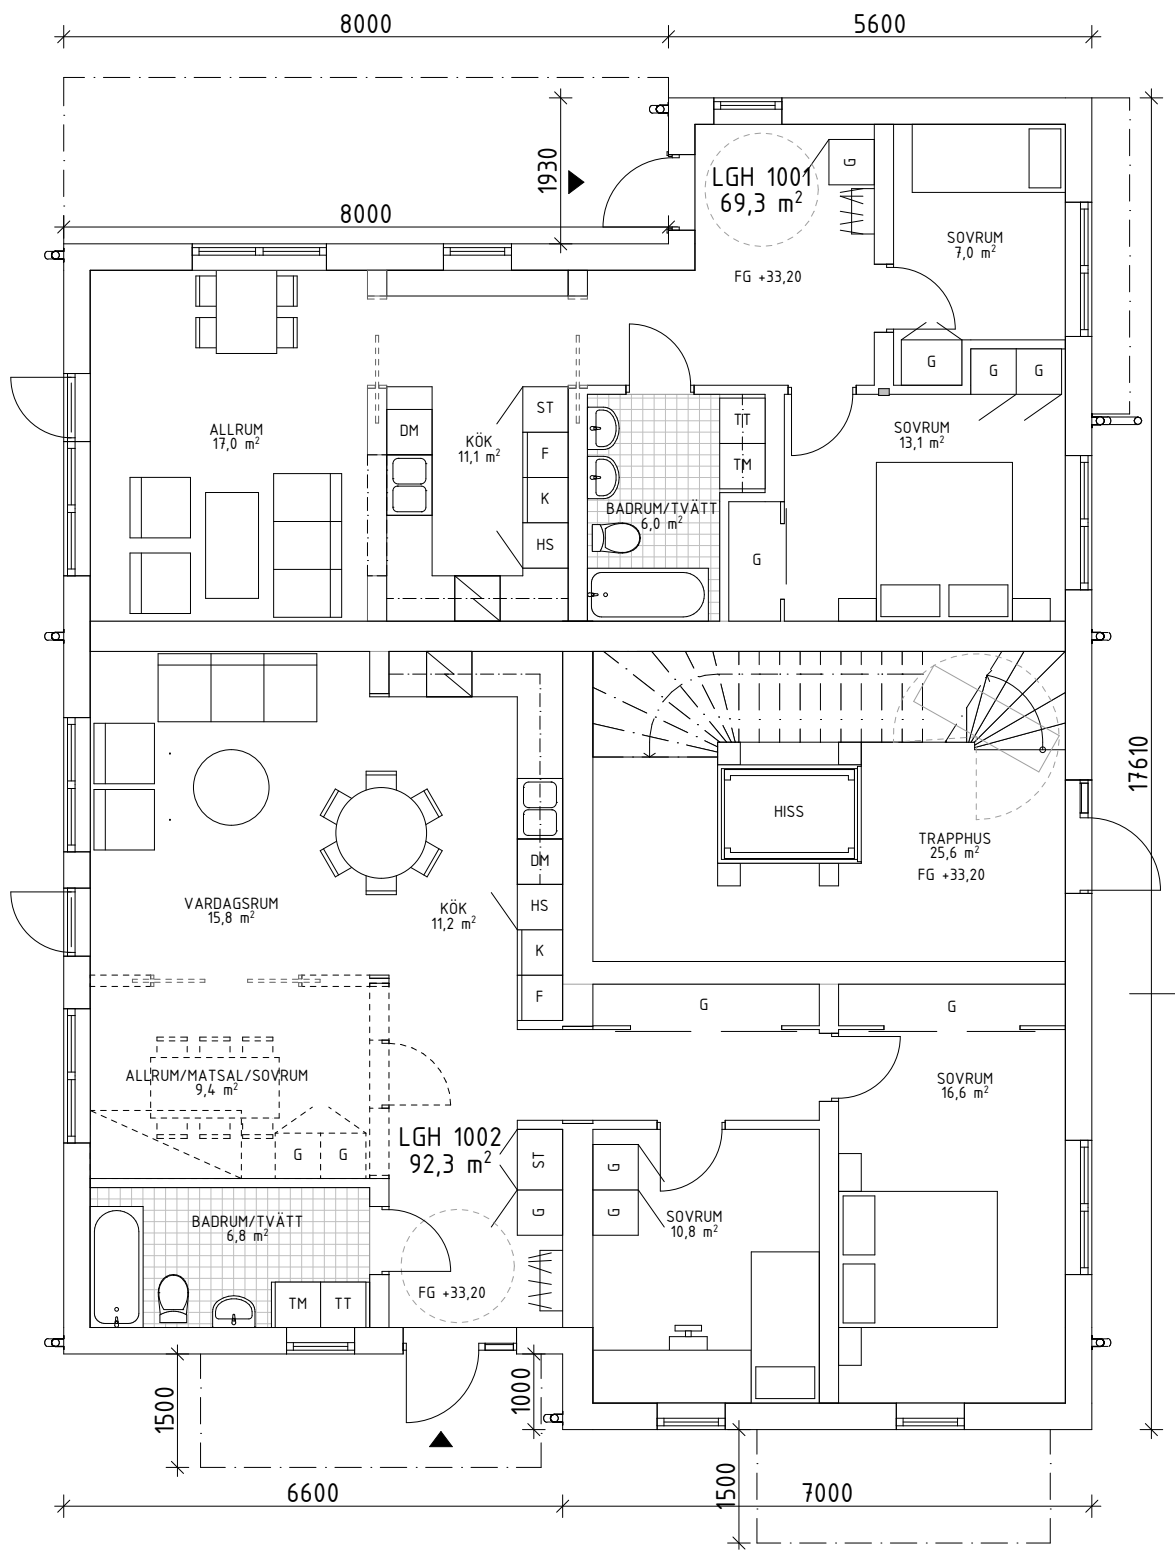 8000
5600
1930
8000
LGH 1001
69,3 m²
G
SOVRUM
7,0 m²
FG +33,20
G
G
G
ALLRUM
17,0 m²
DM
KÖK
11,1 m²
ST
F
K
HS
TT
TM
BADRUM/TVÄTT
6,0 m²
G
SOVRUM
13,1 m²
17610
HISS
TRAPPHUS
25,6 m²
FG +33,20
VARDAGSRUM
15,8 m²
KÖK
11,2 m²
DM
HS
K
F
G
G
ALLRUM/MATSAL/SOVRUM
9,4 m²
G
G
LGH 1002
92,3 m²
ST
G
G
G
SOVRUM
10,8 m²
SOVRUM
16,6 m²
BADRUM/TVÄTT
6,8 m²
TM
TT
FG +33,20
1500
1000
1500
6600
7000